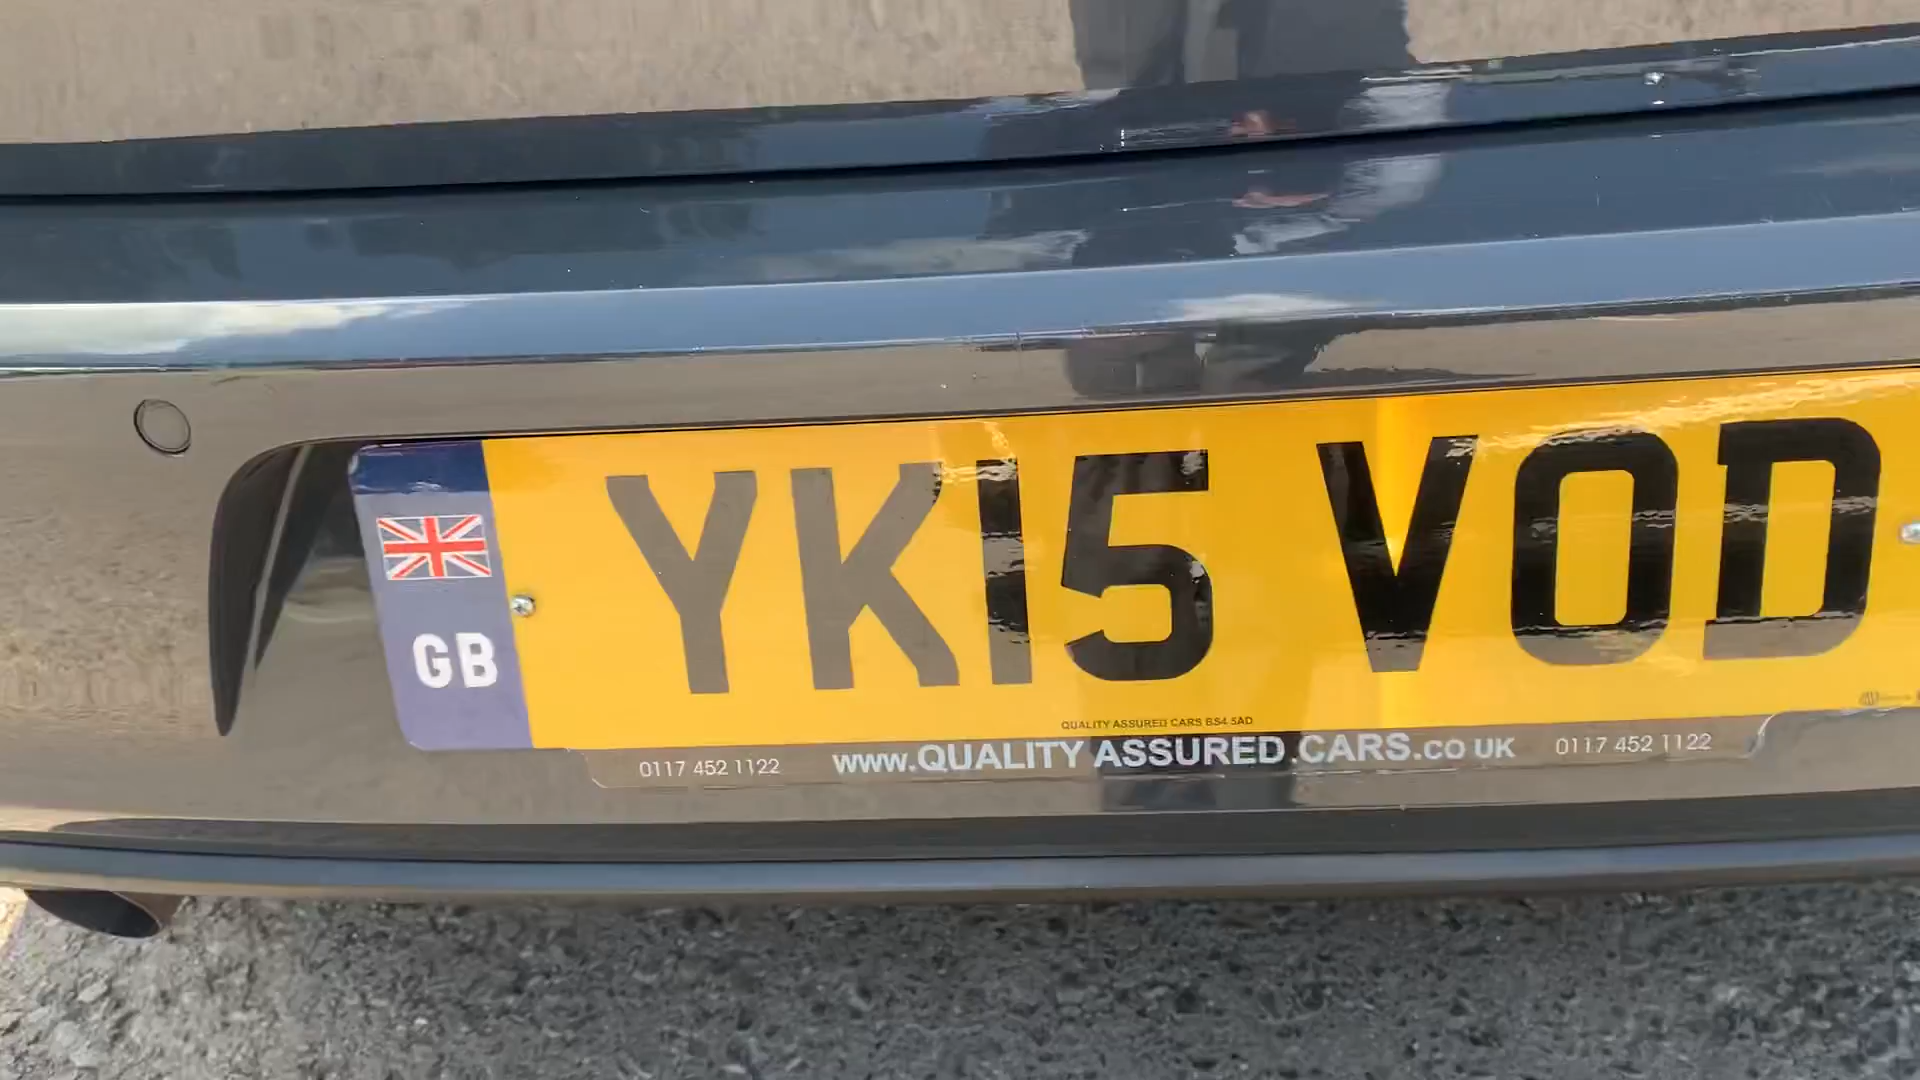 GB
YK15 VOD
QUALITY ASSURED CARS BS4 5AD
0117 452 1122 www.QUALITY ASSURED.CARS.CO UK 0117 452 1122